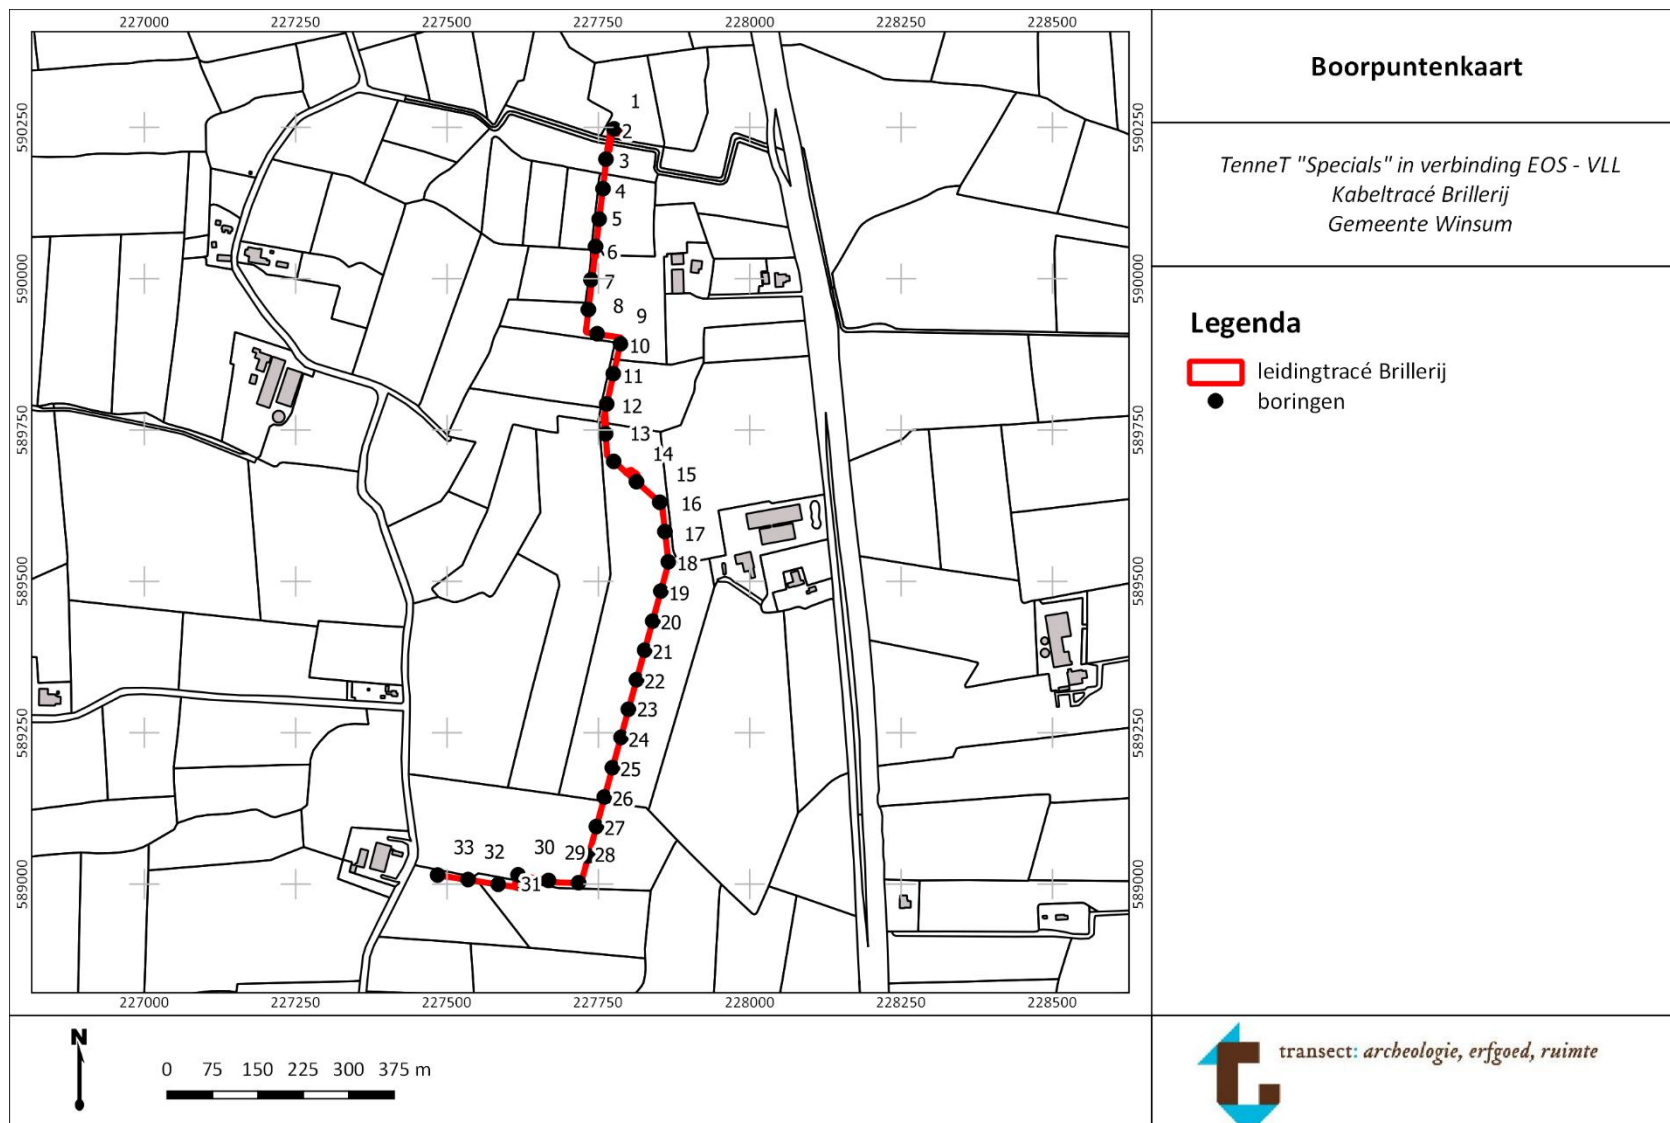 227000 227250 227500 227750 228000 228250 228500
Boorpuntenkaart
TenneT "Specials" in verbinding EOS - VLL
Kabeltracé Brillerij
Gemeente Winsum
Legenda
leidingtracé Brillerij
boringen
590250 590250
590000 590000
589750 589750
589500 589500
589250 589250
589000 589000
1
2
3
4
5
6
7
8 9
10
11
12
13
14
15
16
17
18
19
20
21
22
23
24
25
26
27
28
33 32 30 29
31
227000 227250 227500 227750 228000 228250 228500
N
0 75 150 225 300 375 m
transect: archeologie, erfgoed, ruimte